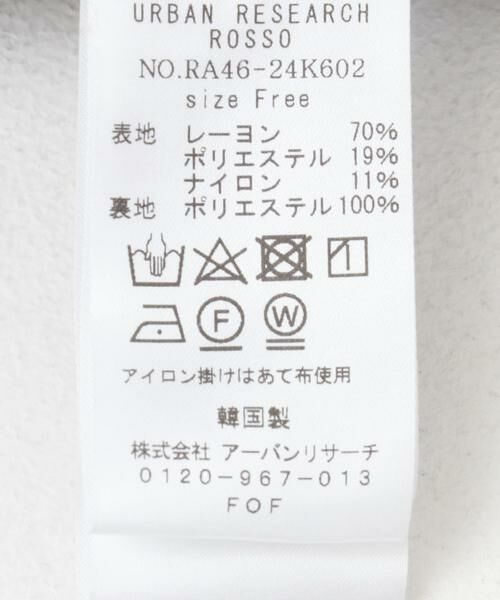 URBAN RESEARCH
ROSSO
NO.RA46-24K602
size Free
表地 レーヨン 70%
ポリエステル 19%
ナイロン 11%
裏地 ポリエステル 100%
F W
アイロン掛けはあて布使用
韓国製
株式会社 アーバンリサーチ
0120-967-013
FOF